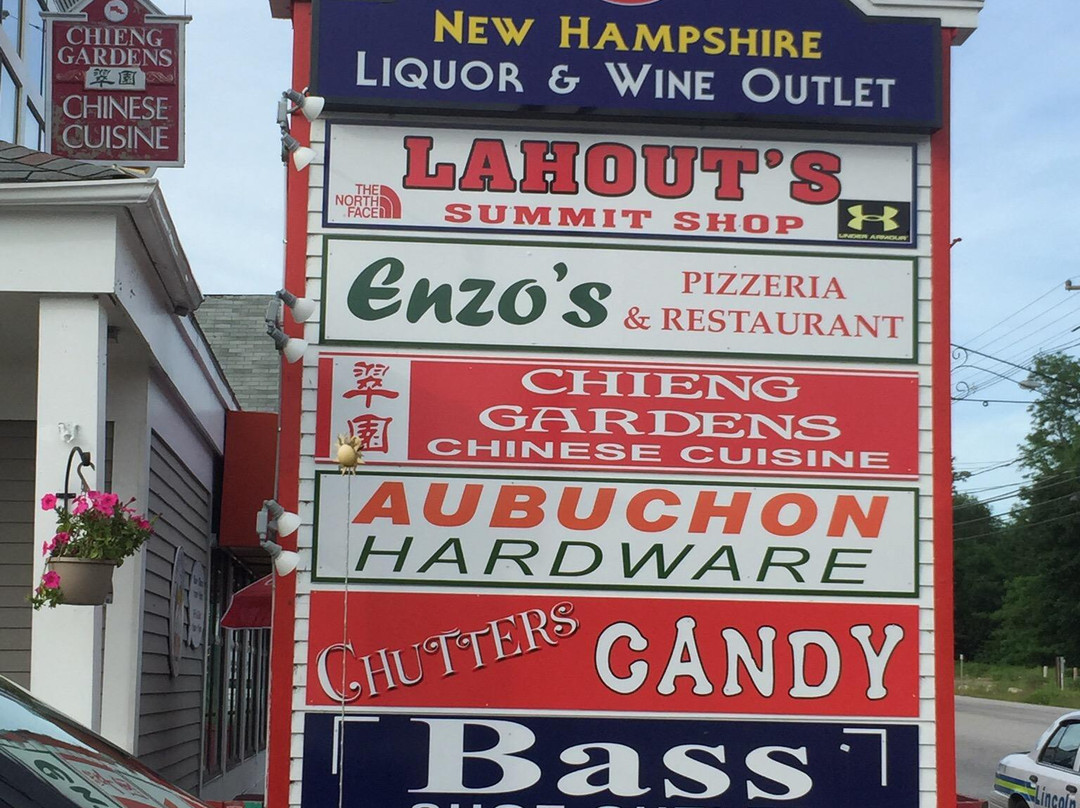 CHIENG
GARDENS
翠園
CHINESE
CUISINE
NEW HAMPSHIRE
LIQUOR & WINE OUTLET
LAHOUT'S
SUMMIT SHOP
THE
NORTH
FACE
UNDER ARMOUR
Enzo's
PIZZERIA
& RESTAURANT
翠
園
CHIENG
GARDENS
CHINESE CUISINE
AUBUCHON
HARDWARE
CHUTTERS CANDY
Bass
Lincoln